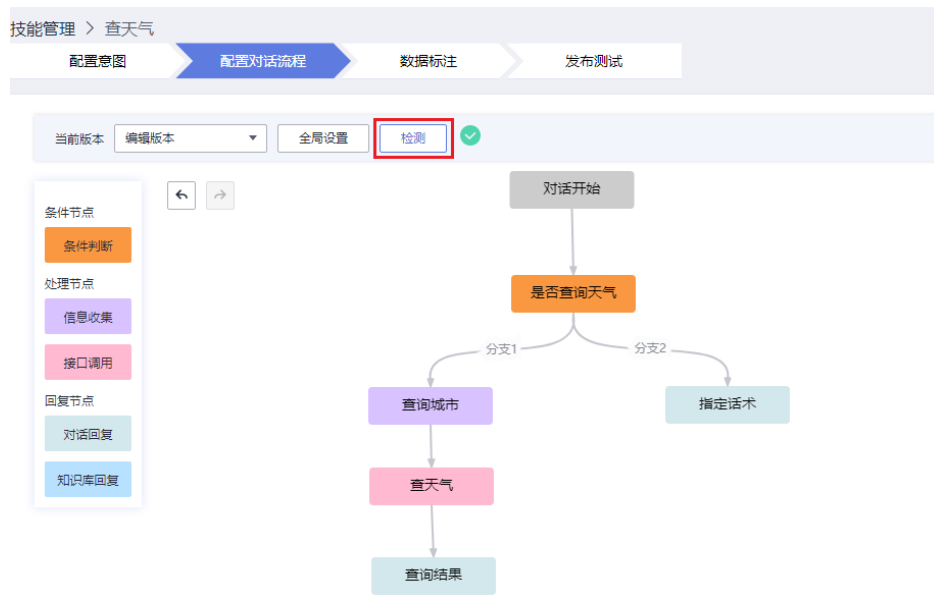 技能管理 > 查天气
配置意图 配置对话流程 数据标注 发布测试
当前版本 编辑版本 全局设置 检测
条件节点
条件判断
处理节点
信息收集
接口调用
回复节点
对话回复
知识库回复
对话开始
是否查询天气
分支1 分支2
查询城市 指定话术
查天气
查询结果